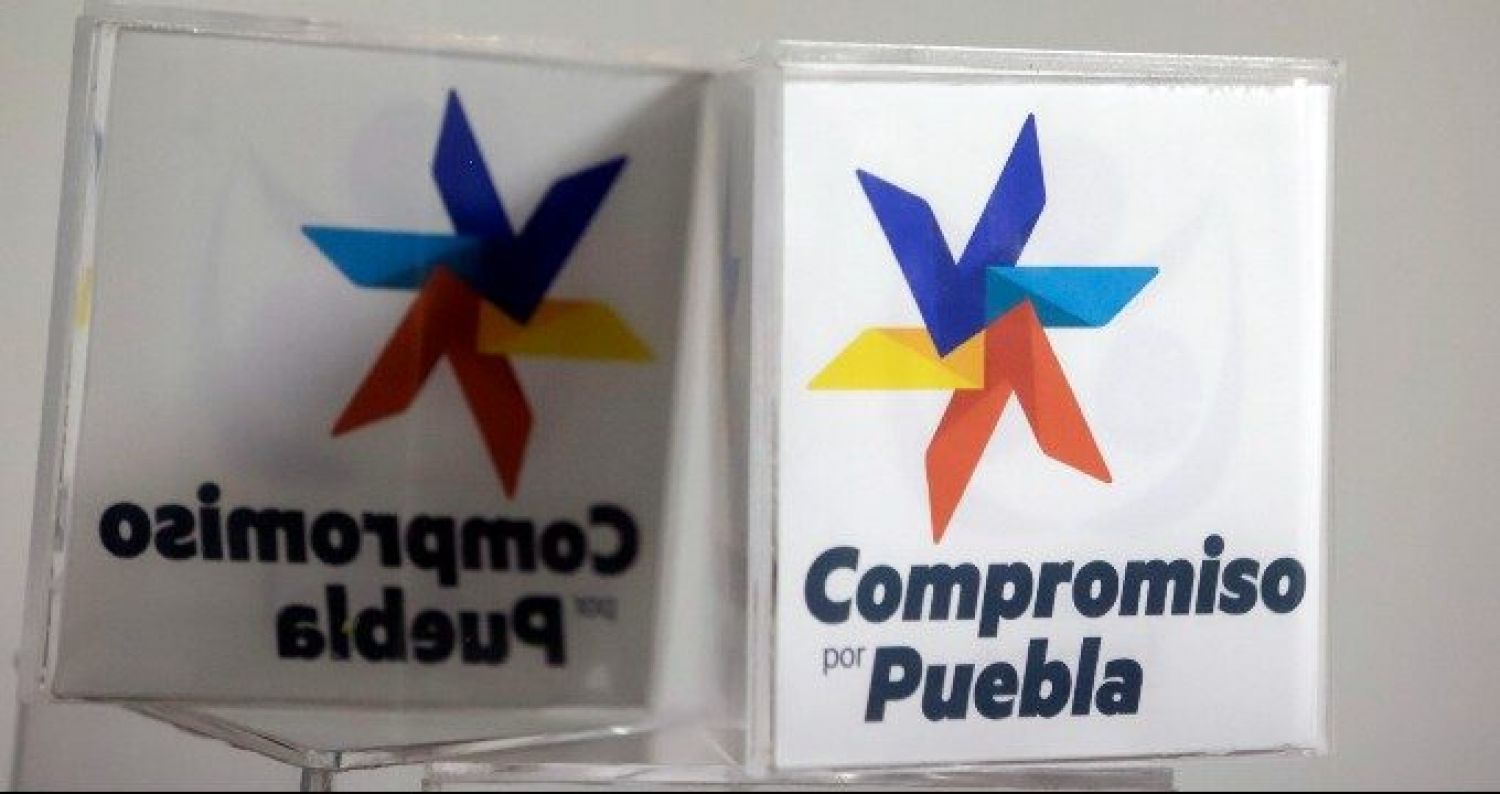 Compromiso
por Puebla
Compromiso
por Puebla